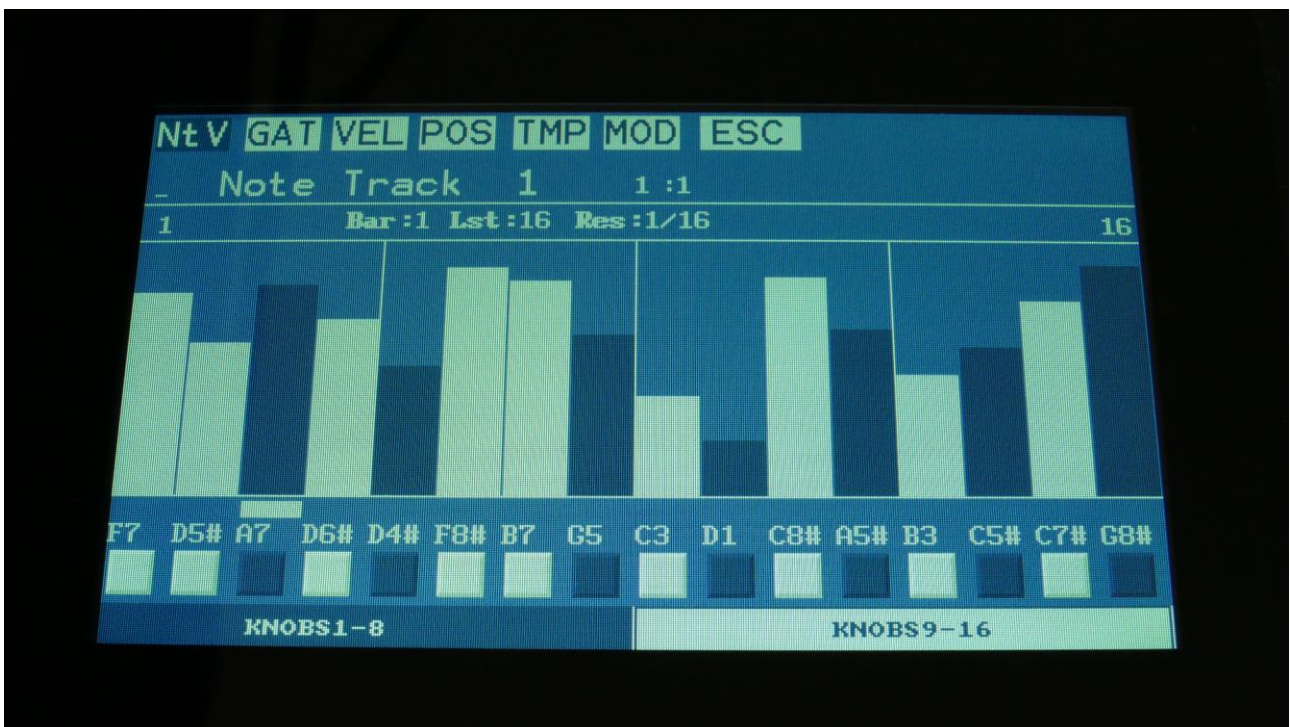 NtV GAT VEL POS TMP MOD ESC
_ Note Track 1 1 :1
1 Bar:1 Lst:16 Res:1/16 16
F7 D5# A7 D6# D4# F8# B7 G5 C3 D1 C8# A5# B3 C5# C7# G8#
KNOBS1-8 KNOBS9-16